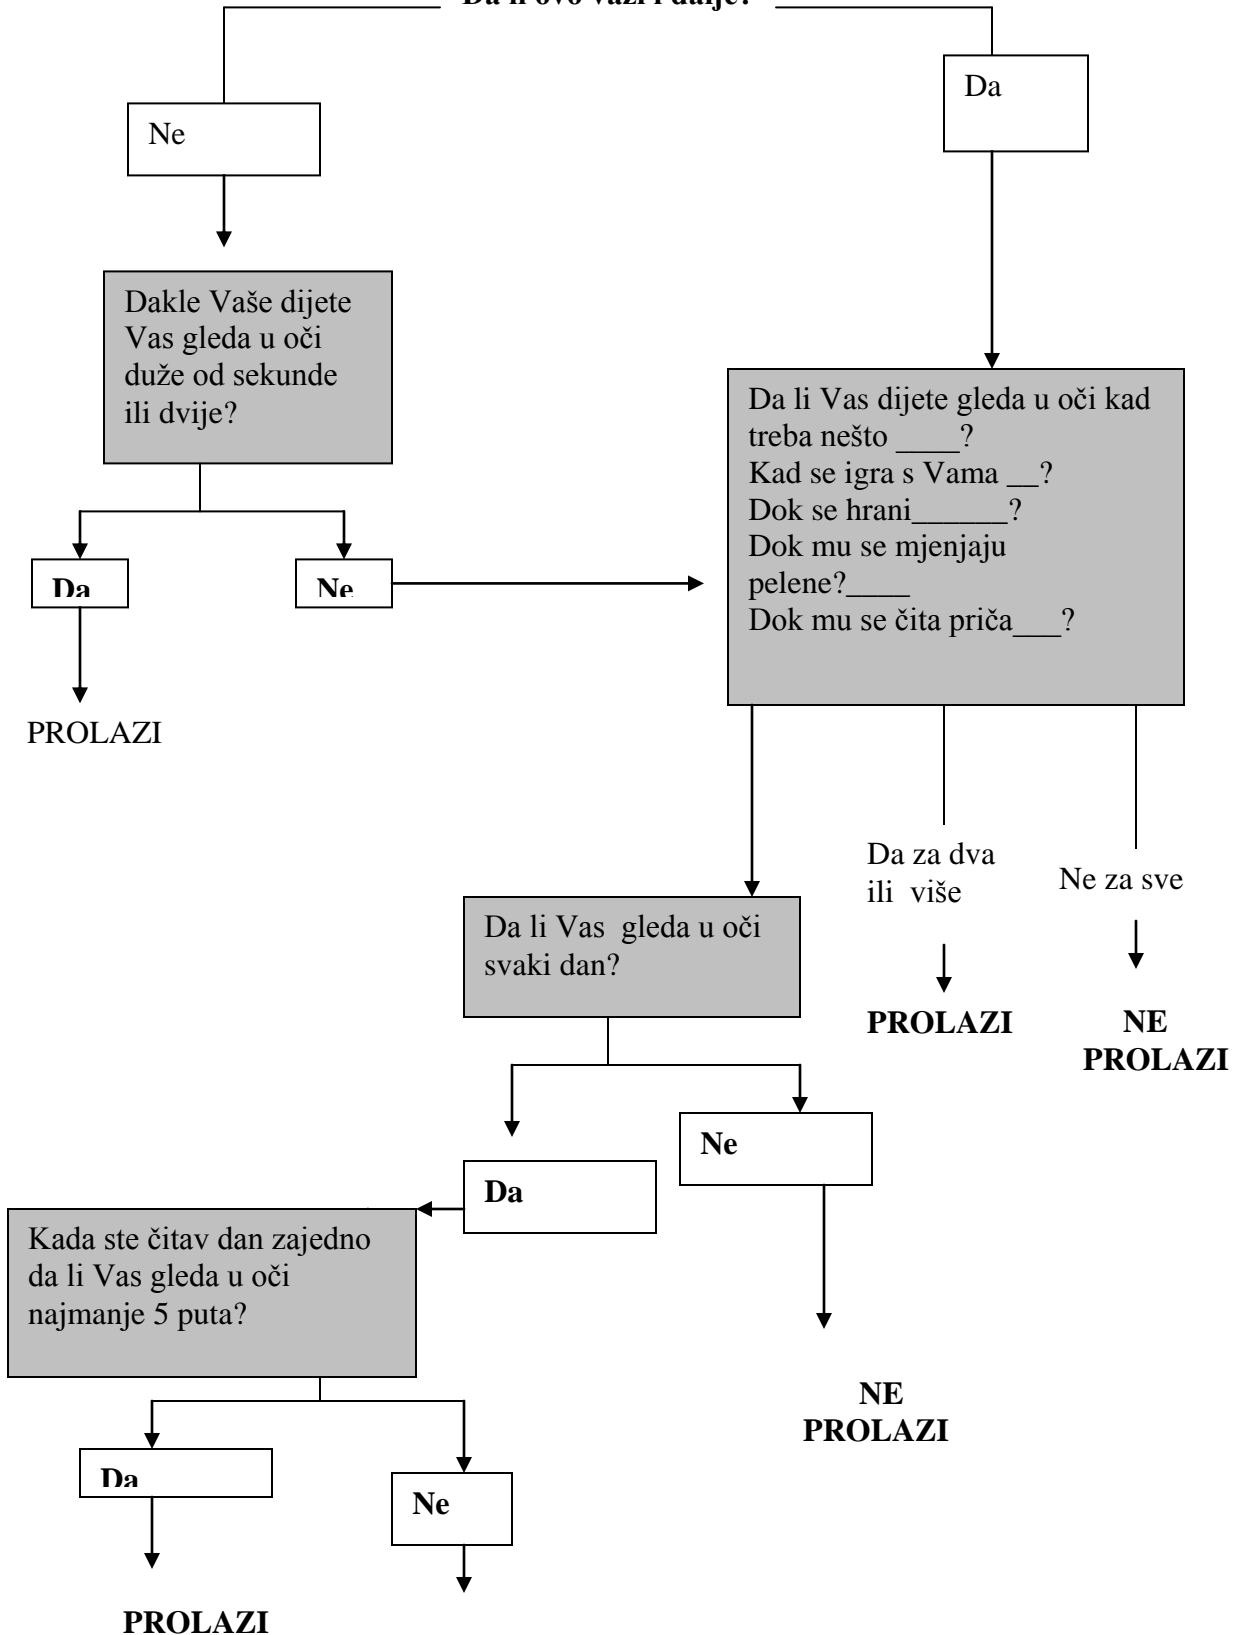 Da li ovo važi i dalje?
Da
Ne
Dakle Vaše dijete
Vas gleda u oči
duže od sekunde
ili dvije?
Da li Vas dijete gleda u oči kad
treba nešto ____?
Kad se igra s Vama __?
Dok se hrani______?
Dok mu se mjenjaju
pelene?____
Dok mu se čita priča___?
Da
Ne
PROLAZI
Da za dva
ili više
Ne za sve
Da li Vas gleda u oči
svaki dan?
PROLAZI
NE
PROLAZI
Ne
Da
Kada ste čitav dan zajedno
da li Vas gleda u oči
najmanje 5 puta?
NE
PROLAZI
Da
Ne
PROLAZI